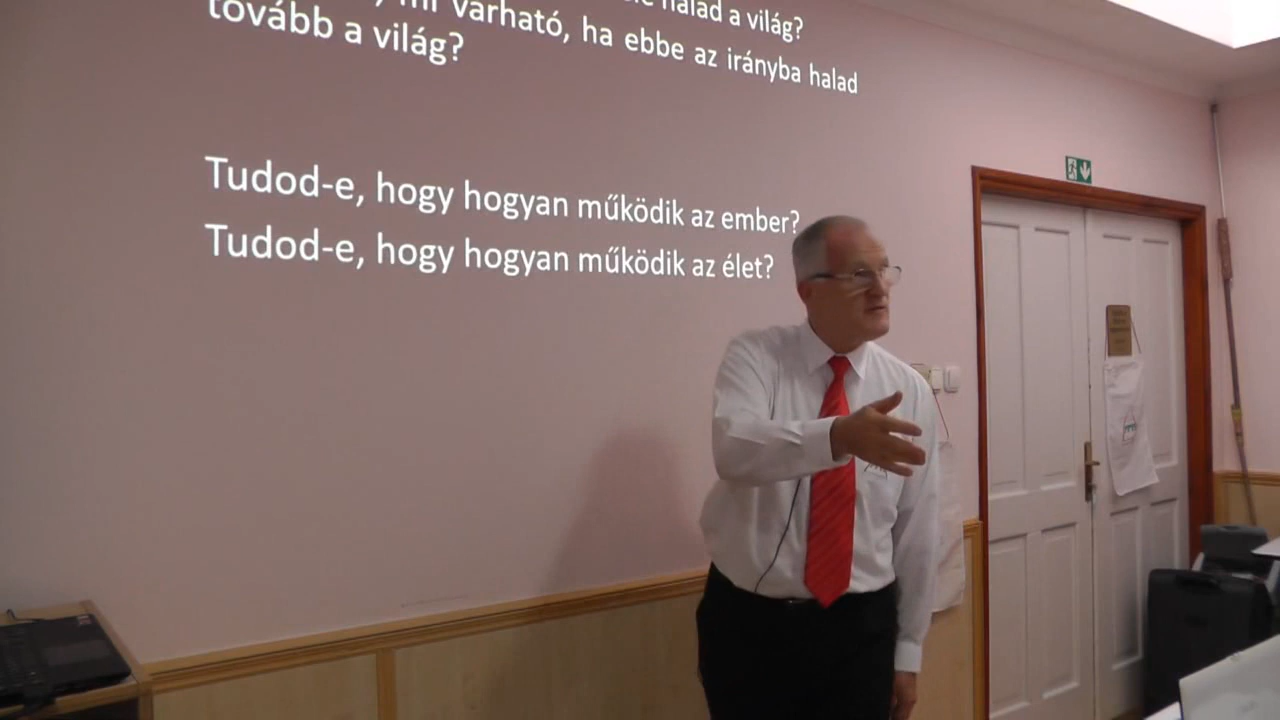 halad a világ?
mi várható, ha ebbe az irányba halad
tovább a világ?
Tudod-e, hogy hogyan működik az ember?
Tudod-e, hogy hogyan működik az élet?